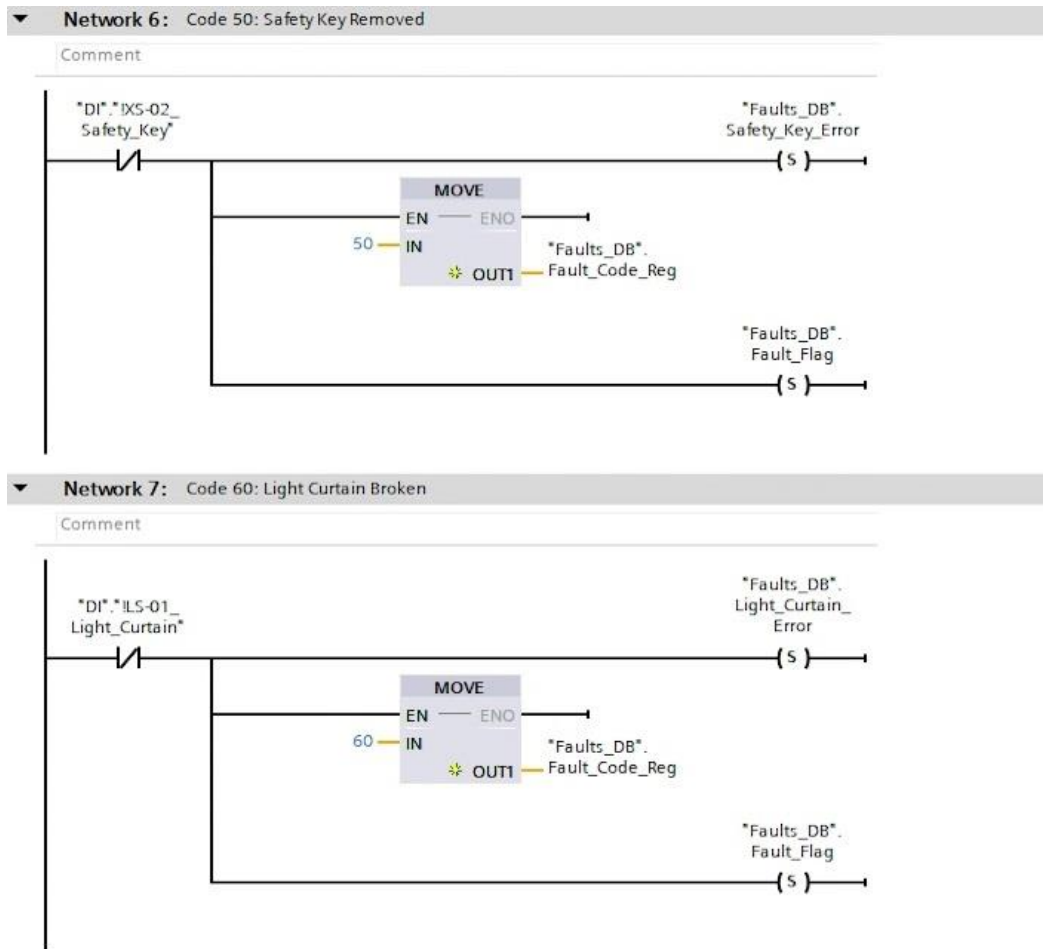 Network 6: Code 50: Safety Key Removed
Comment
"DI"."!XS-02_
Safety_Key"
"Faults_DB".
Safety_Key_Error
S
MOVE
EN ENO
50 IN
"Faults_DB".
OUT1 Fault_Code_Reg
"Faults_DB".
Fault_Flag
S
Network 7: Code 60: Light Curtain Broken
Comment
"Faults_DB".
"DI"."!LS-01_ Light_Curtain_
Light_Curtain" Error
S
MOVE
EN ENO
60 IN
"Faults_DB".
OUT1 Fault_Code_Reg
"Faults_DB".
Fault_Flag
S